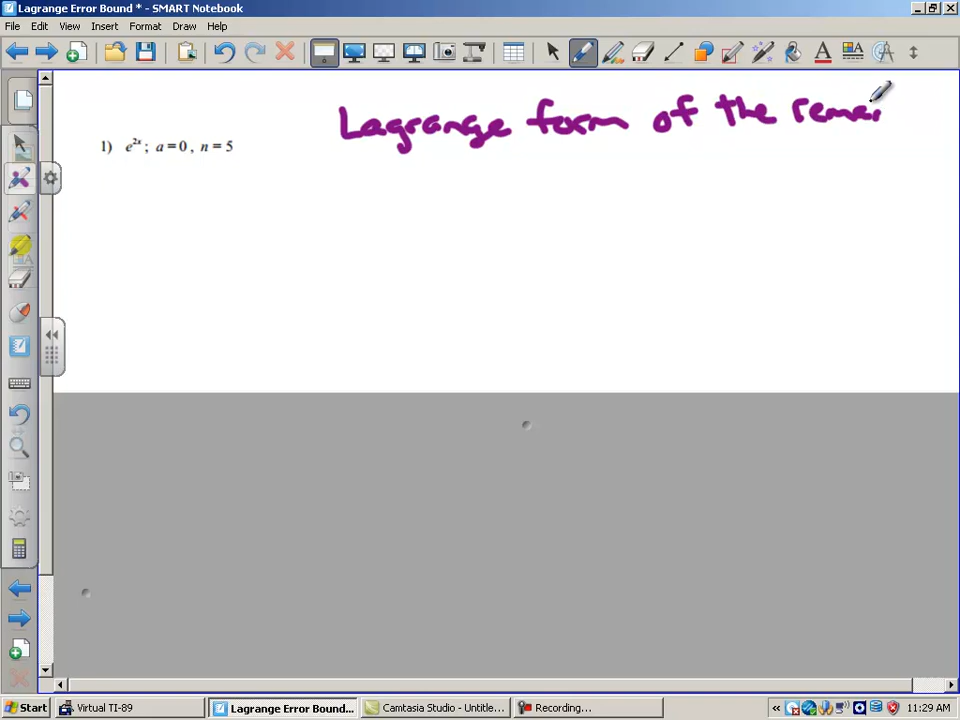 Lagrange Error Bound * - SMART Notebook
File Edit View Insert Format Draw Help
Lagrange form of the remai
1) e^{2x}; a = 0, n = 5
Start Virtual TI-89 Lagrange Error Bound... Camtasia Studio - Untitle... Recording... « 11:29 AM